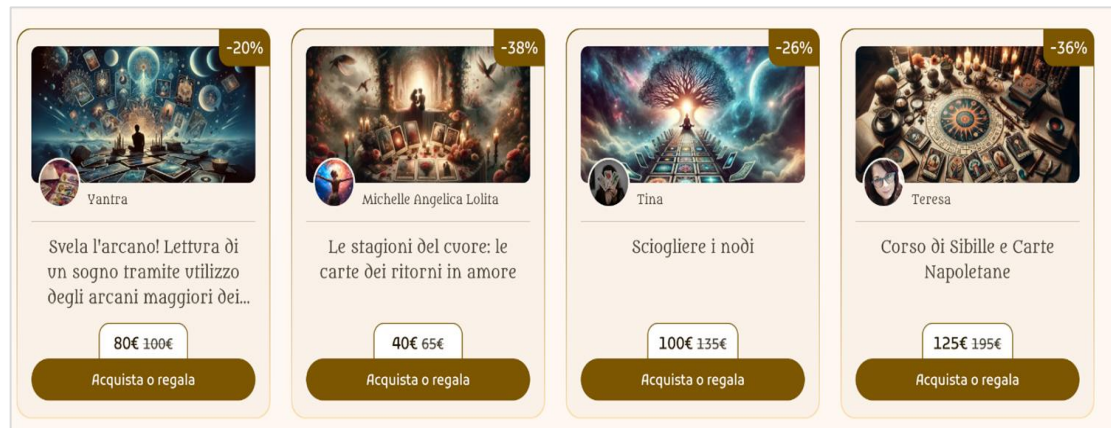 -20%
Yantra
Svela l'arcano! Lettura di
un sogno tramite utilizzo
degli arcani maggiori dei...
80€ 100€
Acquista o regala
-38%
Michelle Angelica Lolita
Le stagioni del cuore: le
carte dei ritorni in amore
40€ 65€
Acquista o regala
-26%
Tina
Sciogliere i nodi
100€ 135€
Acquista o regala
-36%
Teresa
Corso di Sibille e Carte
Napoletane
125€ 195€
Acquista o regala